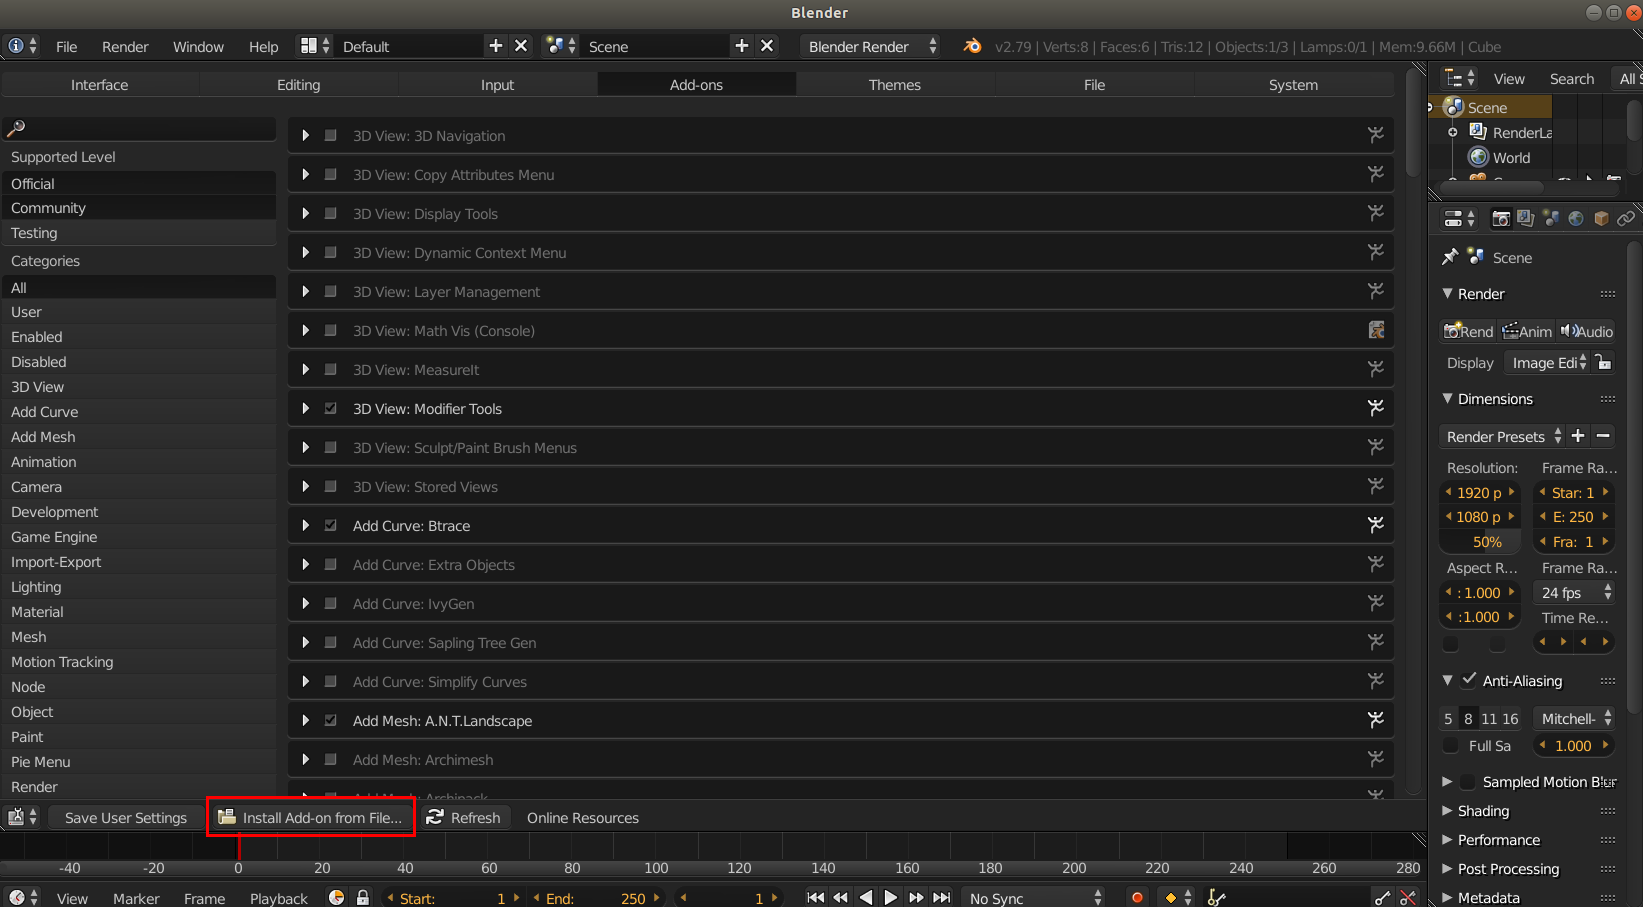 Blender
File Render Window Help Default Scene Blender Render v2.79 | Verts:8 | Faces:6 | Tris:12 | Objects:1/3 | Lamps:0/1 | Mem:9.66M | Cube
Interface Editing Input Add-ons Themes File System
Supported Level
Official
Community
Testing
Categories
All
User
Enabled
Disabled
3D View
Add Curve
Add Mesh
Animation
Camera
Development
Game Engine
Import-Export
Lighting
Material
Mesh
Motion Tracking
Node
Object
Paint
Pie Menu
Render
3D View: 3D Navigation
3D View: Copy Attributes Menu
3D View: Display Tools
3D View: Dynamic Context Menu
3D View: Layer Management
3D View: Math Vis (Console)
3D View: MeasureIt
3D View: Modifier Tools
3D View: Sculpt/Paint Brush Menus
3D View: Stored Views
Add Curve: Btrace
Add Curve: Extra Objects
Add Curve: IvyGen
Add Curve: Sapling Tree Gen
Add Curve: Simplify Curves
Add Mesh: A.N.T.Landscape
Add Mesh: Archimesh
Add Mesh: Archipack
Save User Settings Install Add-on from File... Refresh Online Resources
-40 -20 0 20 40 60 80 100 120 140 160 180 200 220 240 260 280
View Marker Frame Playback Start: 1 End: 250 1 No Sync
View Search All S
Scene
RenderLa
World
Scene
Render
Rend Anim Audio
Display Image Edi
Dimensions
Render Presets
Resolution: Frame Ra...
1920 p Star: 1
1080 p E: 250
50% Fra: 1
Aspect R... Frame Ra...
: 1.000 24 fps
:1.000 Time Re...
Anti-Aliasing
5 8 11 16 Mitchell-
Full Sa 1.000
Sampled Motion Blur
Shading
Performance
Post Processing
Metadata